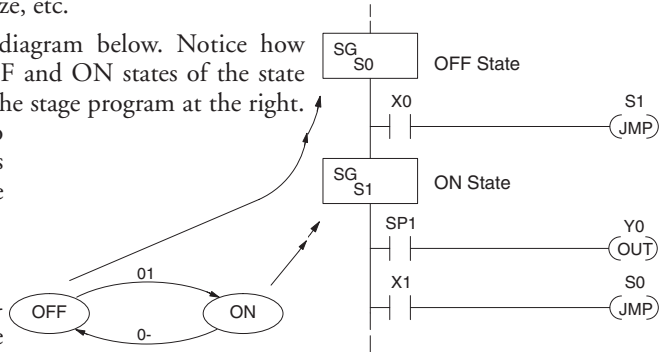 ze, etc.
diagram below. Notice how
F and ON states of the state
he stage program at the right.
SG
S0
OFF State
X0
S1
JMP
SG
S1
ON State
SP1
Y0
OUT
X1
S0
JMP
01
OFF
ON
0-